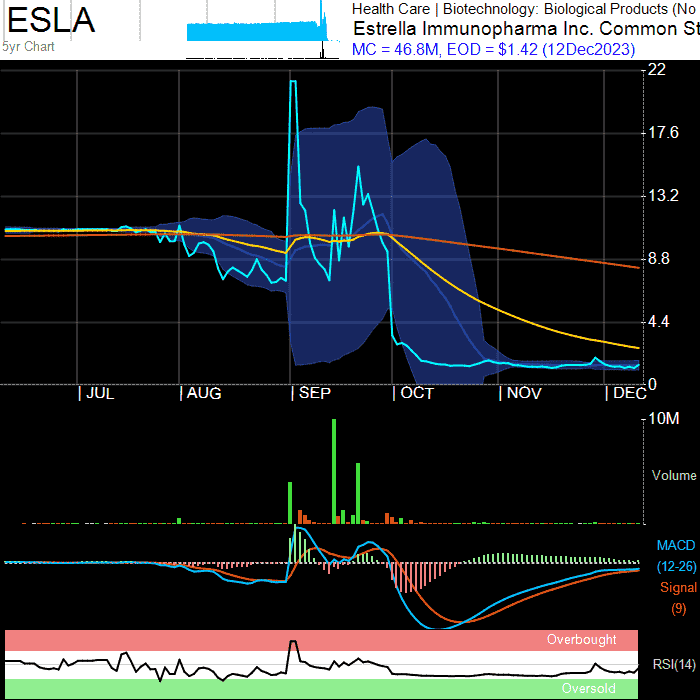 ESLA
5yr Chart
Health Care | Biotechnology: Biological Products (No
Estrella Immunopharma Inc. Common St
MC = 46.8M, EOD = $1.42 (12Dec2023)
22
17.6
13.2
8.8
4.4
0
| JUL | AUG | SEP | OCT | NOV | DEC
10M
Volume
MACD
(12-26)
Signal
(9)
Overbought
RSI(14)
Oversold